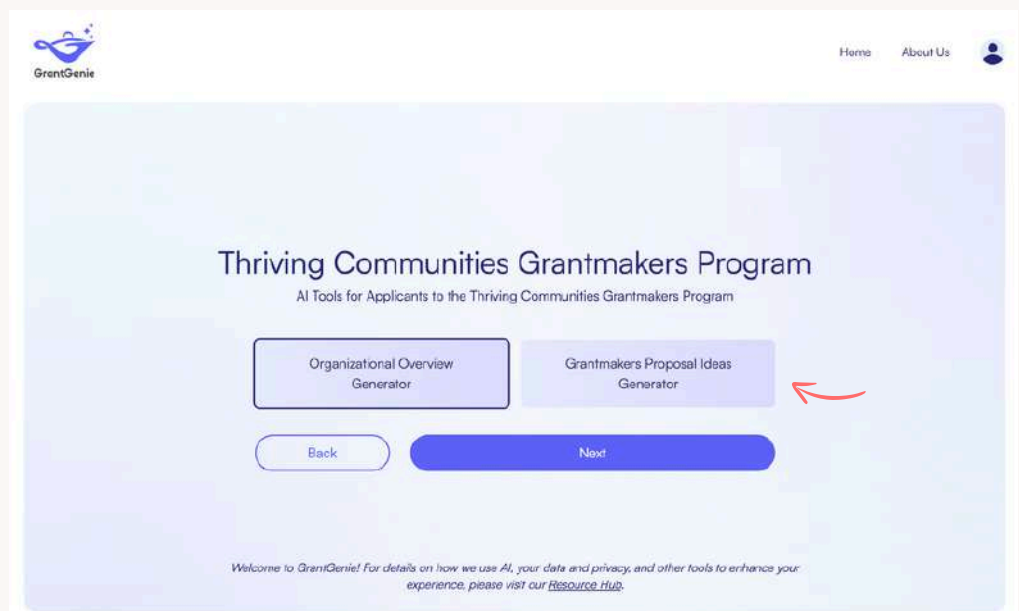 GrantGenie
Home About Us
Thriving Communities Grantmakers Program
AI Tools for Applicants to the Thriving Communities Grantmakers Program
Organizational Overview
Generator
Grantmakers Proposal Ideas
Generator
Back
Next
Welcome to GrantGenie! For details on how we use AI, your data and privacy, and other tools to enhance your
experience, please visit our Resource Hub.